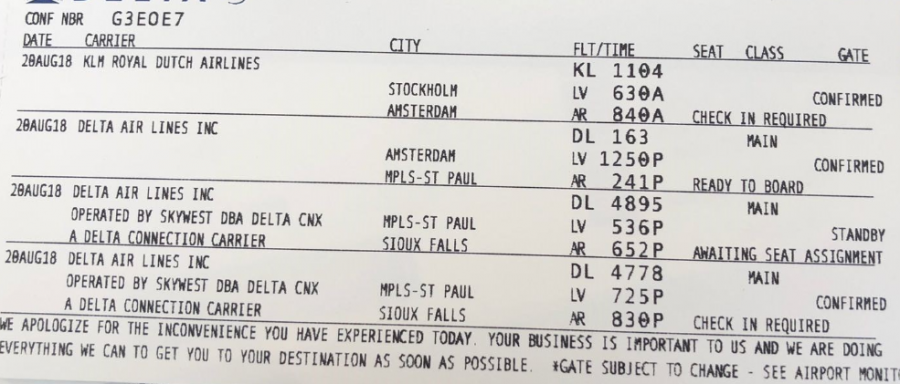 CONF NBR G3EOE7
DATE CARRIER CITY FLT/TIME SEAT CLASS GATE
20AUG18 KLM ROYAL DUTCH AIRLINES KL 1104
STOCKHOLM LV 630A CONFIRMED
AMSTERDAM AR 840A CHECK IN REQUIRED
20AUG18 DELTA AIR LINES INC DL 163 MAIN
AMSTERDAM LV 1250P CONFIRMED
MPLS-ST PAUL AR 241P READY TO BOARD
20AUG18 DELTA AIR LINES INC DL 4895 MAIN
OPERATED BY SKYWEST DBA DELTA CNX MPLS-ST PAUL LV 536P STANDBY
A DELTA CONNECTION CARRIER SIOUX FALLS AR 652P AWAITING SEAT ASSIGNMENT
20AUG18 DELTA AIR LINES INC DL 4778 MAIN
OPERATED BY SKYWEST DBA DELTA CNX MPLS-ST PAUL LV 725P CONFIRMED
A DELTA CONNECTION CARRIER SIOUX FALLS AR 830P CHECK IN REQUIRED
WE APOLOGIZE FOR THE INCONVENIENCE YOU HAVE EXPERIENCED TODAY. YOUR BUSINESS IS IMPORTANT TO US AND WE ARE DOING
EVERYTHING WE CAN TO GET YOU TO YOUR DESTINATION AS SOON AS POSSIBLE. *GATE SUBJECT TO CHANGE - SEE AIRPORT MONIT